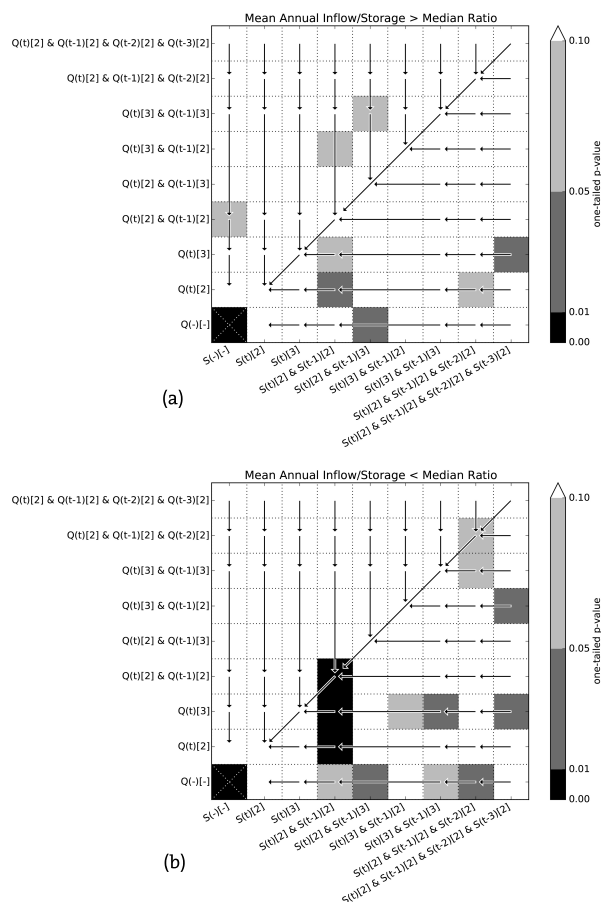 Mean Annual Inflow/Storage > Median Ratio
Q(t)[2] & Q(t-1)[2] & Q(t-2)[2] & Q(t-3)[2]
Q(t)[2] & Q(t-1)[2] & Q(t-2)[2]
Q(t)[3] & Q(t-1)[3]
Q(t)[3] & Q(t-1)[2]
Q(t)[2] & Q(t-1)[3]
Q(t)[2] & Q(t-1)[2]
Q(t)[3]
Q(t)[2]
Q(-)[-]
S(-)[-]
S(t)[2]
S(t)[3]
S(t)[2] & S(t-1)[2]
S(t)[2] & S(t-1)[3]
S(t)[3] & S(t-1)[2]
S(t)[3] & S(t-1)[3]
S(t)[2] & S(t-1)[2] & S(t-2)[2]
S(t)[2] & S(t-1)[2] & S(t-2)[2] & S(t-3)[2]
0.10
0.05
0.01
0.00
one-tailed p-value
(a)
Mean Annual Inflow/Storage < Median Ratio
Q(t)[2] & Q(t-1)[2] & Q(t-2)[2] & Q(t-3)[2]
Q(t)[2] & Q(t-1)[2] & Q(t-2)[2]
Q(t)[3] & Q(t-1)[3]
Q(t)[3] & Q(t-1)[2]
Q(t)[2] & Q(t-1)[3]
Q(t)[2] & Q(t-1)[2]
Q(t)[3]
Q(t)[2]
Q(-)[-]
S(-)[-]
S(t)[2]
S(t)[3]
S(t)[2] & S(t-1)[2]
S(t)[2] & S(t-1)[3]
S(t)[3] & S(t-1)[2]
S(t)[3] & S(t-1)[3]
S(t)[2] & S(t-1)[2] & S(t-2)[2]
S(t)[2] & S(t-1)[2] & S(t-2)[2] & S(t-3)[2]
0.10
0.05
0.01
0.00
one-tailed p-value
(b)